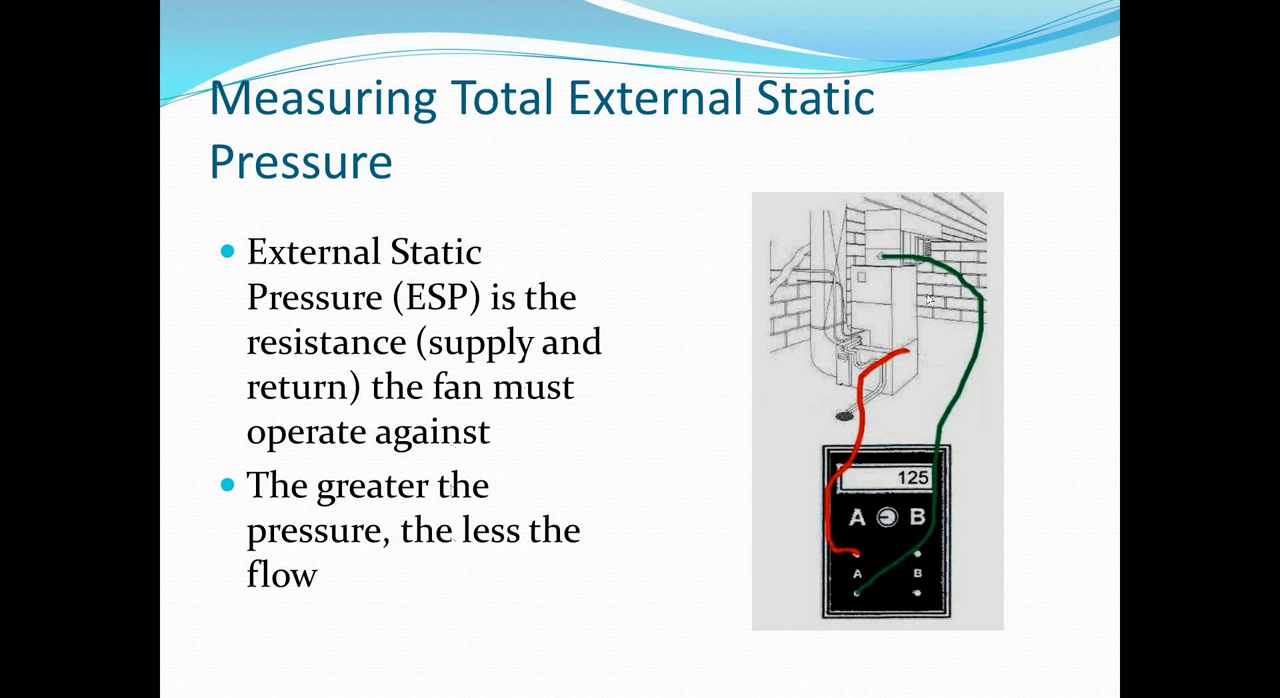 Measuring Total External Static
Pressure
External Static
Pressure (ESP) is the
resistance (supply and
return) the fan must
operate against
The greater the
pressure, the less the
flow
125
A B
A B